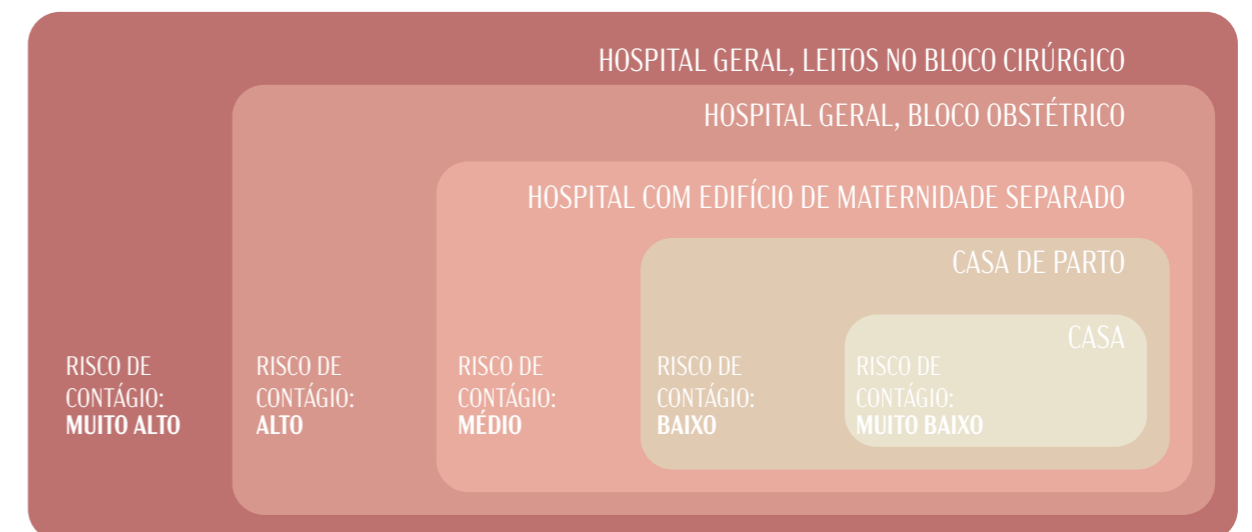 HOSPITAL GERAL, LEITOS NO BLOCO CIRÚRGICO
HOSPITAL GERAL, BLOCO OBSTÉTRICO
HOSPITAL COM EDIFÍCIO DE MATERNIDADE SEPARADO
CASA DE PARTO
CASA
RISCO DE
CONTÁGIO:
MUITO ALTO
RISCO DE
CONTÁGIO:
ALTO
RISCO DE
CONTÁGIO:
MÉDIO
RISCO DE
CONTÁGIO:
BAIXO
RISCO DE
CONTÁGIO:
MUITO BAIXO